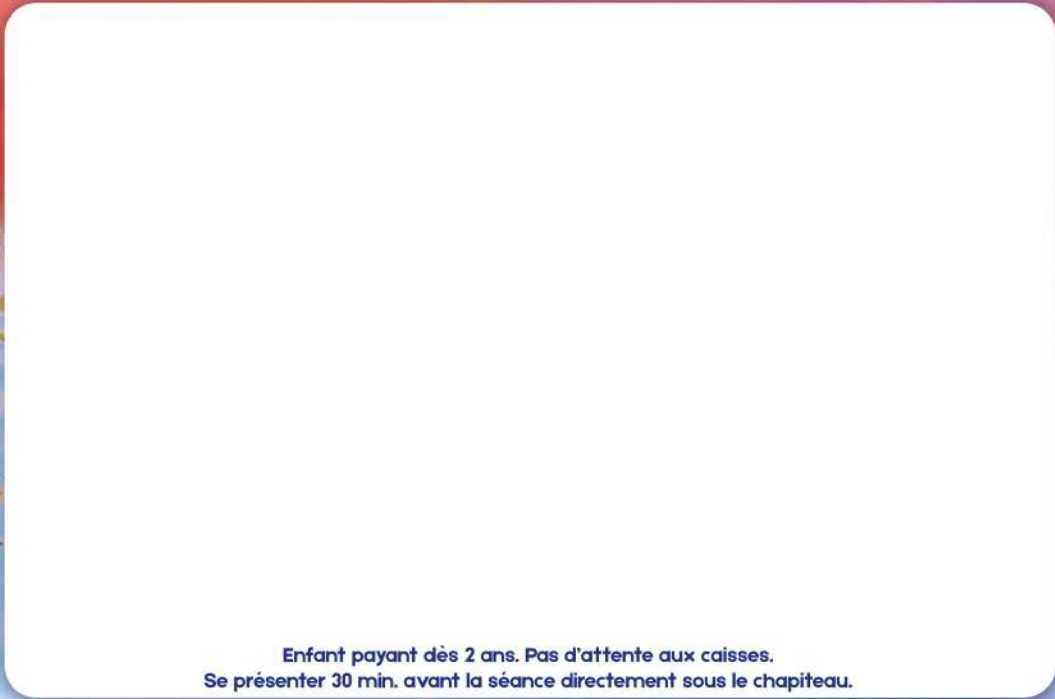 Enfant payant dès 2 ans. Pas d'attente aux caisses.
Se présenter 30 min. avant la séance directement sous le chapiteau.